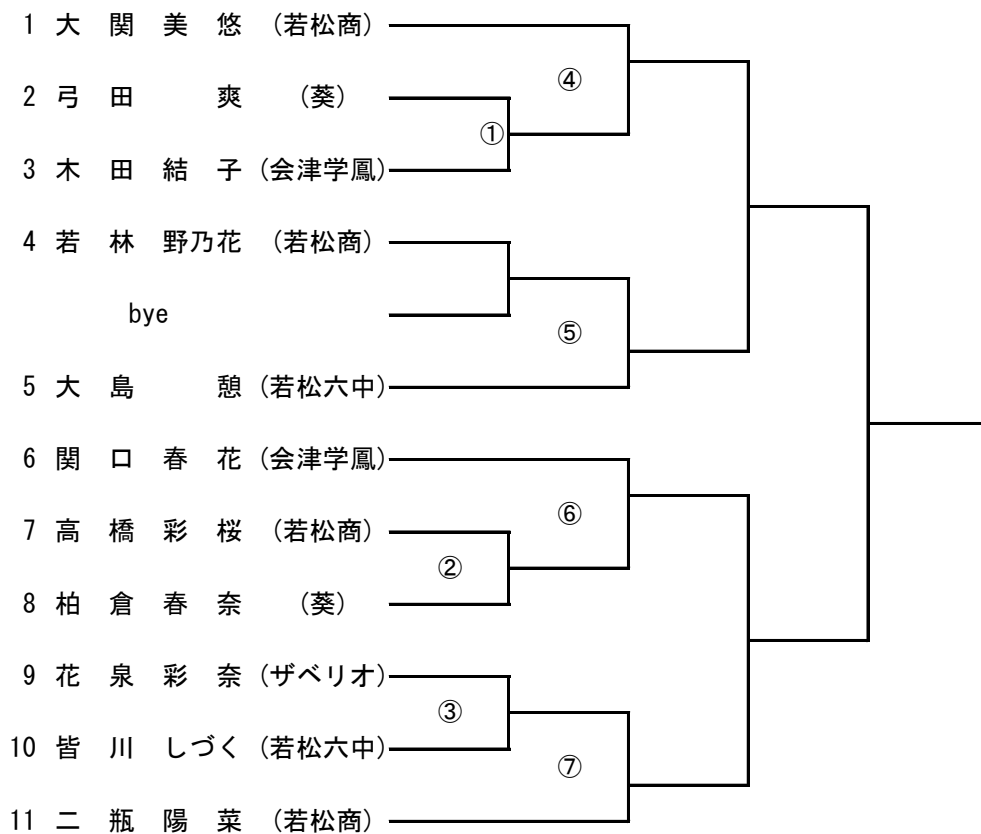 1 大 関 美 悠 (若松商)
④
2 弓 田 爽 (葵)
①
3 木 田 結 子 (会津学鳳)
4 若 林 野乃花 (若松商)
bye
⑤
5 大 島 憩 (若松六中)
6 関 口 春 花 (会津学鳳)
⑥
7 高 橋 彩 桜 (若松商)
②
8 柏 倉 春 奈 (葵)
9 花 泉 彩 奈 (ザベリオ)
③
10 皆 川 しづく (若松六中)
⑦
11 二 瓶 陽 菜 (若松商)